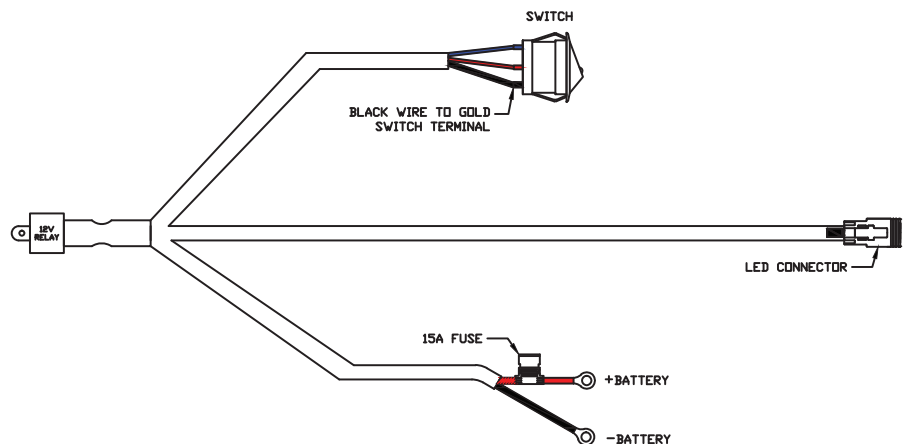 SWITCH
BLACK WIRE TO GOLD
SWITCH TERMINAL
12V
RELAY
LED CONNECTOR
15A FUSE
+BATTERY
-BATTERY